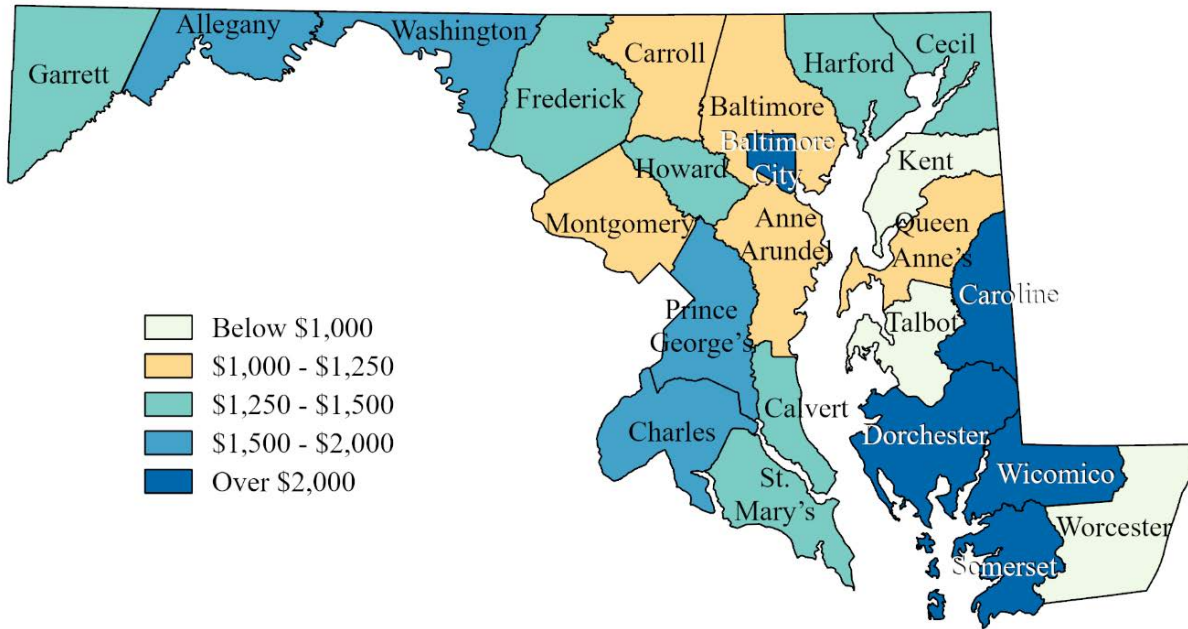 Allegany
Washington
Garrett
Carroll
Cecil
Harford
Frederick
Baltimore
Baltimore
City
Howard
Kent
Montgomery
Anne
Arundel
Queen
Anne's
Caroline
Prince
George's
Talbot
Below $1,000
$1,000 - $1,250
$1,250 - $1,500
$1,500 - $2,000
Over $2,000
Calvert
Charles
Dorchester
St.
Mary's
Wicomico
Worcester
Somerset